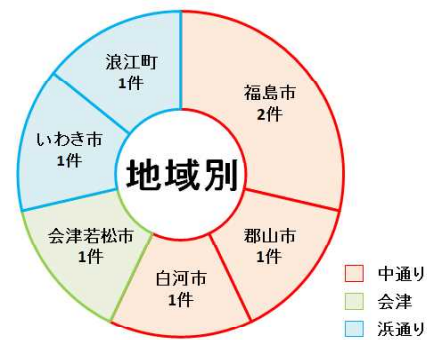 浪江町
1件
福島市
2件
いわき市
1件
地域別
会津若松市
1件
郡山市
1件
白河市
1件
中通り
会津
浜通り